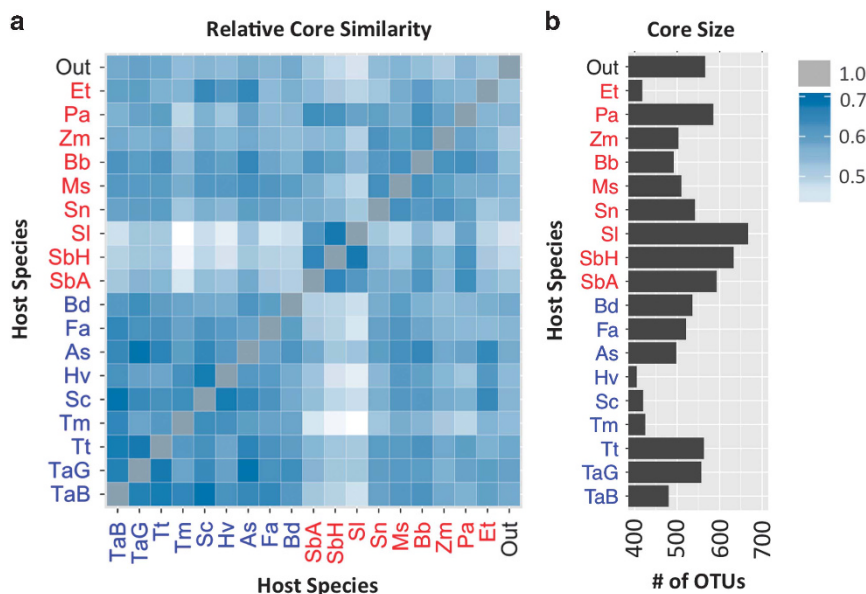 a
Relative Core Similarity
Host Species
Out
Et
Pa
Zm
Bb
Ms
Sn
Sl
SbH
SbA
Bd
Fa
As
Hv
Sc
Tm
Tt
TaG
TaB
TaB
TaG
Tt
Tm
Sc
Hv
As
Fa
Bd
SbA
SbH
Sl
Sn
Ms
Bb
Zm
Pa
Et
Out
Host Species
b
Core Size
Host Species
Out
Et
Pa
Zm
Bb
Ms
Sn
Sl
SbH
SbA
Bd
Fa
As
Hv
Sc
Tm
Tt
TaG
TaB
400
500
600
700
# of OTUs
1.0
0.7
0.6
0.5